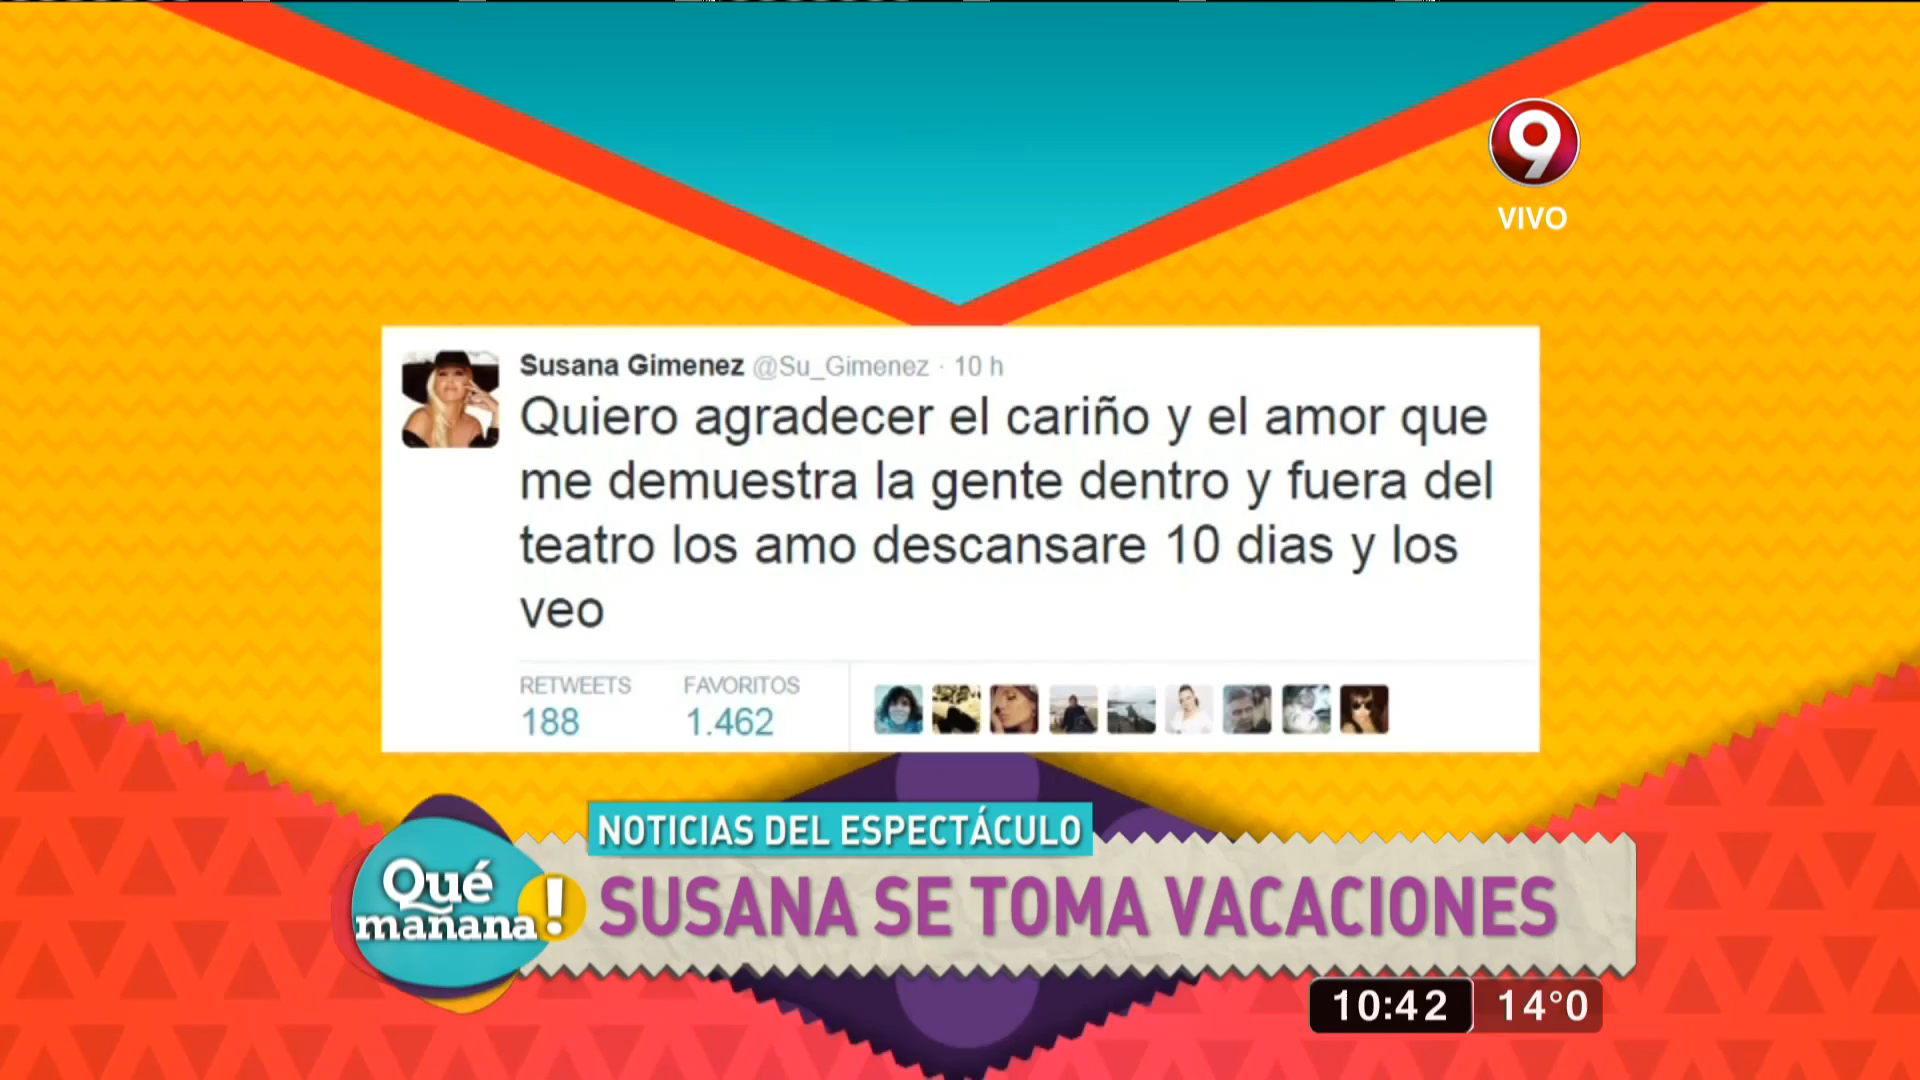 9
VIVO
Susana Gimenez @Su_Gimenez · 10 h
Quiero agradecer el cariño y el amor que
me demuestra la gente dentro y fuera del
teatro los amo descansare 10 dias y los
veo
RETWEETS FAVORITOS
188 1.462
NOTICIAS DEL ESPECTÁCULO
Qué
mañana!
SUSANA SE TOMA VACACIONES
10:42 14°0